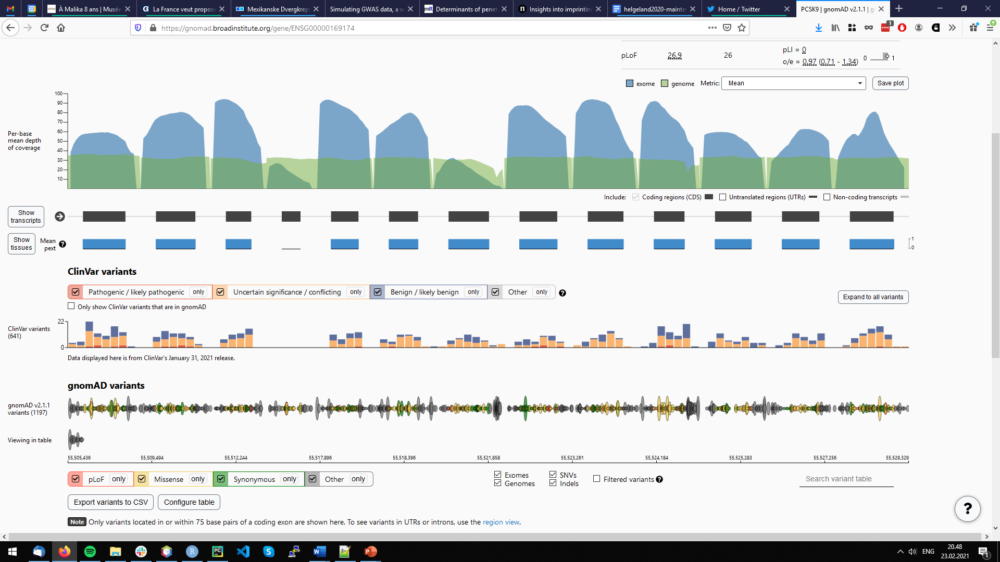 À Malika 8 ans | Musée
La France veut propose
Mexikanske Dvergkreps
Simulating GWAS data, a w
Determinants of penet
Insights into imprinting
helgeland2020-mainte
Home / Twitter
PCSK9 | gnomAD v2.1.1 | gn
https://gnomad.broadinstitute.org/gene/ENSG00000169174
1
pLoF 26.9 26 pLI = 0
o/e = 0.97 (0.71 - 1.34) 0 1
exome genome Metric: Mean Save plot
100
90
80
70
60
50
40
30
20
10
Per-base
mean depth
of coverage
Include: Coding regions (CDS) Untranslated regions (UTRs) Non-coding transcripts
Show
transcripts
Show
tissues
Mean
pext
?
1
0
ClinVar variants
Pathogenic / likely pathogenic only Uncertain significance / conflicting only Benign / likely benign only Other only ?
Expand to all variants
Only show ClinVar variants that are in gnomAD
ClinVar variants
(641)
22
0
Data displayed here is from ClinVar's January 31, 2021 release.
gnomAD variants
gnomAD v2.1.1
variants (1197)
Viewing in table
55,505,436 55,509,494 55,512,244 55,517,896 55,518,396 55,521,858 55,523,261 55,524,184 55,525,283 55,527,256 55,529,329
pLoF only Missense only Synonymous only Other only
Exomes SNVs Filtered variants ? Search variant table
Genomes Indels
Export variants to CSV Configure table
?
Note Only variants located in or within 75 base pairs of a coding exon are shown here. To see variants in UTRs or introns, use the region view.
ENG
20.48
23.02.2021
1